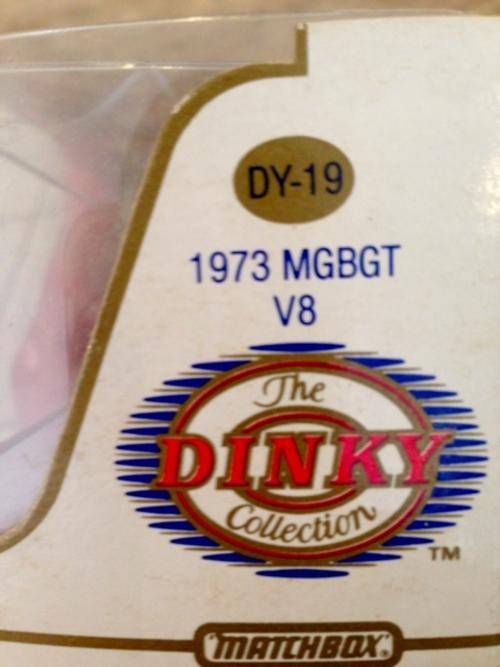 DY-19
1973 MGBGT
V8
The
DINKY
Collection
TM
MATCHBOX®